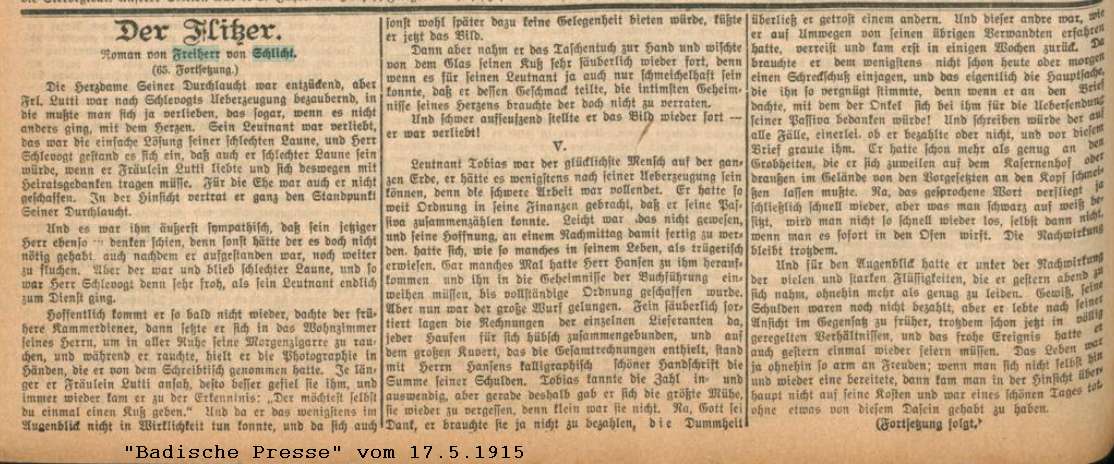 Der Flitzer.
Roman von Freiherr von Schlicht.
(65. Fortsetzung.)
Die Herzdame Seiner Durchlaucht war entzückend, aber
Frl. Lutti war nach Schlevogts Ueberzeugung bezaubernd, in
die mußte man sich ja verlieben, das sogar, wenn es nicht
anders ging, mit dem Herzen. Sein Leutnant war verliebt,
das war die einfache Lösung seiner schlechten Laune, und Herr
Schlevogt gestand es sich ein, daß auch er schlechter Laune sein
würde, wenn er Fräulein Lutti liebte und sich deswegen mit
Heiratsgedanken tragen müsse. Für die Ehe war auch er nicht
geschaffen. In der Hinsicht vertrat er ganz den Standpunkt
Seiner Durchlaucht.
Und es war ihm äußerst sympathisch, daß sein jetziger
Herr ebenso denken schien, denn sonst hätte der es doch nicht
nötig gehabt, auch nachdem er aufgestanden war, noch weiter
zu fluchen. Aber der war und blieb schlechter Laune, und so
war Herr Schlevogt denn sehr froh, als sein Leutnant endlich
zum Dienst ging.
Hoffentlich kommt er so bald nicht wieder, dachte der frü-
here Kammerdiener, dann setzte er sich in das Wohnzimmer
seines Herrn, um in aller Ruhe seine Morgenzigarre zu rau-
chen, und während er rauchte, hielt er die Photographie in
Händen, die er von dem Schreibtisch genommen hatte. Je län-
ger er Fräulein Lutti ansah, desto besser gefiel sie ihm, und
immer wieder kam er zu der Erkenntnis: „Der möchtest selbst
du einmal einen Kuß geben." Und da er das wenigstens im
Augenblick nicht in Wirklichkeit tun konnte, und da sich auch
sonst wohl später dazu keine Gelegenheit bieten würde, küßte
er jetzt das Bild.
Dann aber nahm er das Taschentuch zur Hand und wischte
von dem Glas seinen Kuß sehr säuberlich wieder fort, denn
wenn es für seinen Leutnant ja auch nur schmeichelhaft sein
konnte, daß er dessen Geschmack teilte, die intimsten Geheim-
nisse seines Herzens brauchte der doch nicht zu verraten.
Und schwer aufseufzend stellte er das Bild wieder fort —
er war verliebt!
V.
Leutnant Tobias war der glücklichste Mensch auf der gan-
zen Erde, er hätte es wenigstens nach seiner Ueberzeugung sein
können, denn die schwere Arbeit war vollendet. Er hatte so
weit Ordnung in seine Finanzen gebracht, daß er seine Pas-
siva zusammenzählen konnte. Leicht war das nicht gewesen,
und seine Hoffnung, an einem Nachmittag damit fertig zu wer-
den, hatte sich, wie so manches in seinem Leben, als trügerisch
erwiesen. Gar manches Mal hatte Herr Hansen zu ihm herauf-
kommen und ihn in die Geheimnisse der Buchführung ein-
weihen müssen, bis vollständige Ordnung geschaffen wurde.
Aber nun war der große Wurf gelungen. Fein säuberlich sor-
tiert lagen die Rechnungen der einzelnen Lieferanten da,
jeder Haufen für sich hübsch zusammengebunden, und auf
dem großen Kuvert, das die Gesamtrechnungen enthielt, stand
mit Herrn Hansens kalligraphisch schöner Handschrift die
Summe seiner Schulden. Tobias kannte die Zahl in- und
auswendig, aber gerade deshalb gab er sich die größte Mühe,
sie wieder zu vergessen, denn klein war sie nicht. Na, Gott sei
Dank, er brauchte sie ja nicht zu bezahlen, die Dummheit
überließ er getrost einem andern. Und dieser andre war, wie
er auf Umwegen von seinen übrigen Verwandten erfahren
hatte, verreist und kam erst in einigen Wochen zurück. Da
brauchte er dem wenigstens nicht schon heute oder morgen
einen Schreckschuß einjagen, und das eigentlich die Hauptsache,
die ihn so vergnügt stimmte, denn wenn er an den Brief
dachte, mit dem der Onkel sich bei ihm für die Uebersendung
seiner Passiva bedanken würde! Und schreiben würde der auf
alle Fälle, einerlei, ob er bezahlte oder nicht, und vor diesem
Brief graute ihm. Er hatte schon mehr als genug an den
Grobheiten, die er sich zuweilen auf dem Kasernenhof oder
draußen im Gelände von den Vorgesetzten an den Kopf schmei-
ßen lassen mußte. Na, das gesprochene Wort verfliegt ja
schließlich schnell wieder, aber was man schwarz auf weiß be-
sitzt, wird man nicht so schnell wieder los, selbst dann nicht,
wenn man es sofort in den Ofen wirft. Die Nachwirkung
bleibt trotzdem.
Und für den Augenblick hatte er unter der Nachwirkung
der vielen und starken Flüssigkeiten, die er gestern abend zu
sich nahm, ohnehin mehr als genug zu leiden. Gewiß, seine
Schulden waren noch nicht bezahlt, aber er lebte nach seiner
Ansicht im Gegensatz zu früher, trotzdem schon jetzt in völlig
geregelten Verhältnissen, und das frohe Ereignis hatte er
auch gestern einmal wieder feiern müssen. Das Leben war
ja ohnehin so arm an Freuden; wenn man sich nicht selbst hin
und wieder eine bereitete, dann kam man in der Hinsicht über-
haupt nicht auf seine Kosten und war eines schönen Tages tot,
ohne etwas von diesem Dasein gehabt zu haben.
(Fortsetzung folgt.)
"Badische Presse" vom 17.5.1915